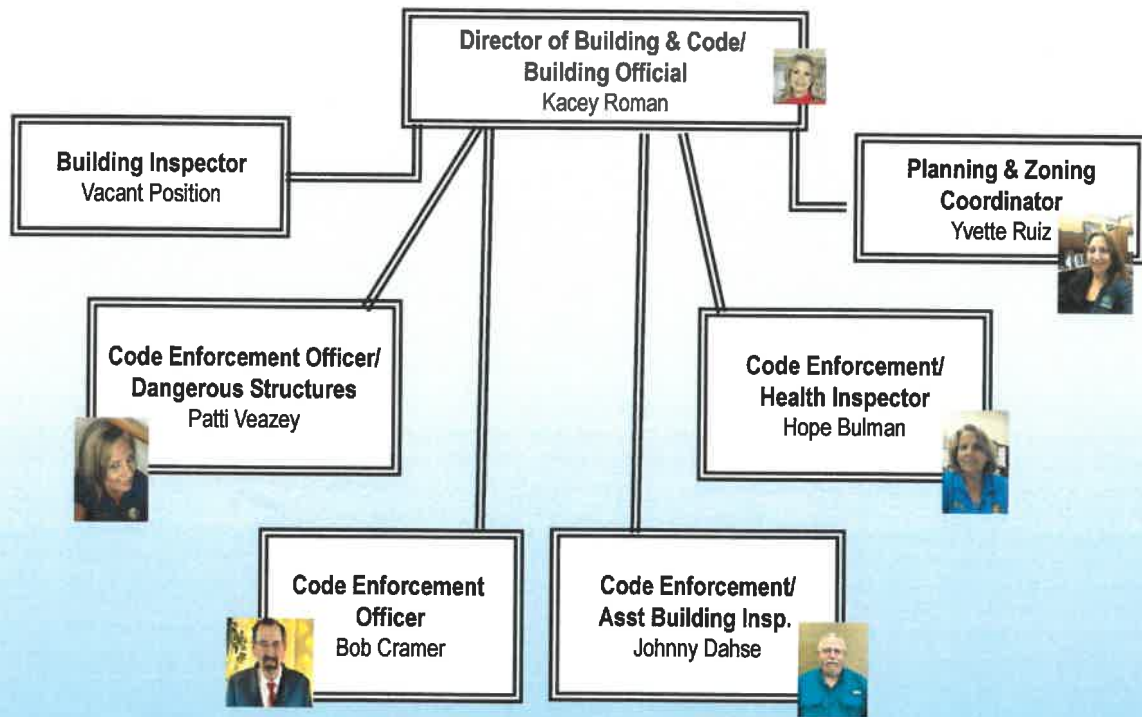 Director of Building & Code/
Building Official
Kacey Roman
Building Inspector
Vacant Position
Planning & Zoning
Coordinator
Yvette Ruiz
Code Enforcement Officer/
Dangerous Structures
Patti Veazey
Code Enforcement/
Health Inspector
Hope Bulman
Code Enforcement
Officer
Bob Cramer
Code Enforcement/
Asst Building Insp.
Johnny Dahse